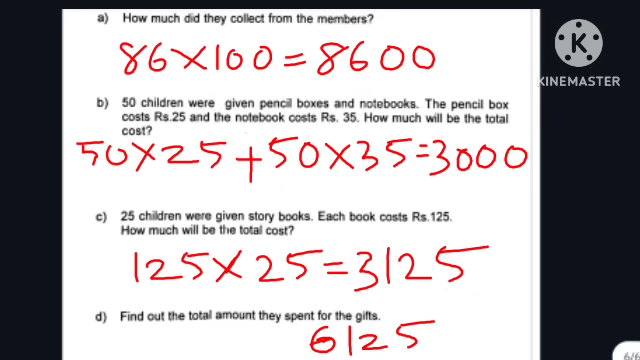 a) How much did they collect from the members?
86×100=8600
K
KINEMASTER
b) 50 children were given pencil boxes and notebooks. The pencil box
costs Rs.25 and the notebook costs Rs. 35. How much will be the total
cost?
50×25+50×35=3000
c) 25 children were given story books. Each book costs Rs.125.
How much will be the total cost?
125×25=3125
d) Find out the total amount they spent for the gifts.
6125
6/6